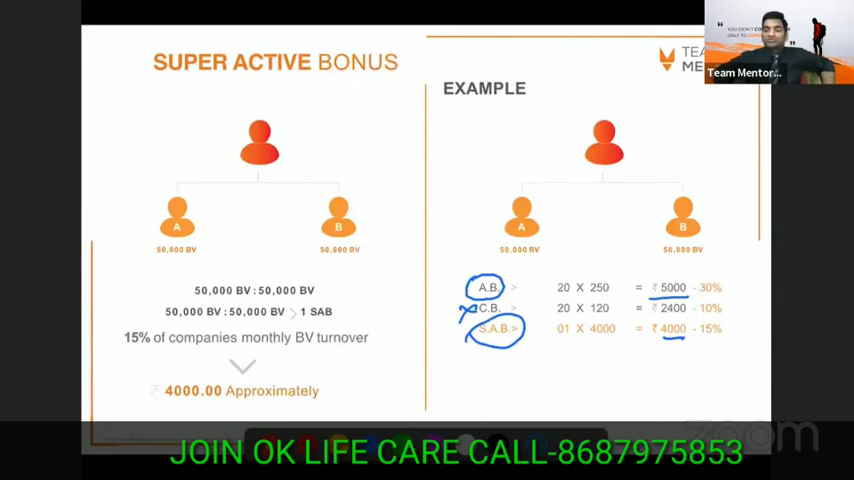 SUPER ACTIVE BONUS
50,000 BV : 50,000 BV
50,000 BV : 50,000 BV > 1 SAB
15% of companies monthly BV turnover
₹ 4000.00 Approximately
A
B
50,000 BV
50,000 BV
EXAMPLE
A
B
50,000 BV
50,000 BV
A.B. > 20 X 250 = ₹ 5000 - 30%
C.B. > 20 X 120 = ₹ 2400 - 10%
S.A.B.> 01 X 4000 = ₹ 4000 - 15%
Team Mentor...
zoom
JOIN OK LIFE CARE CALL-8687975853